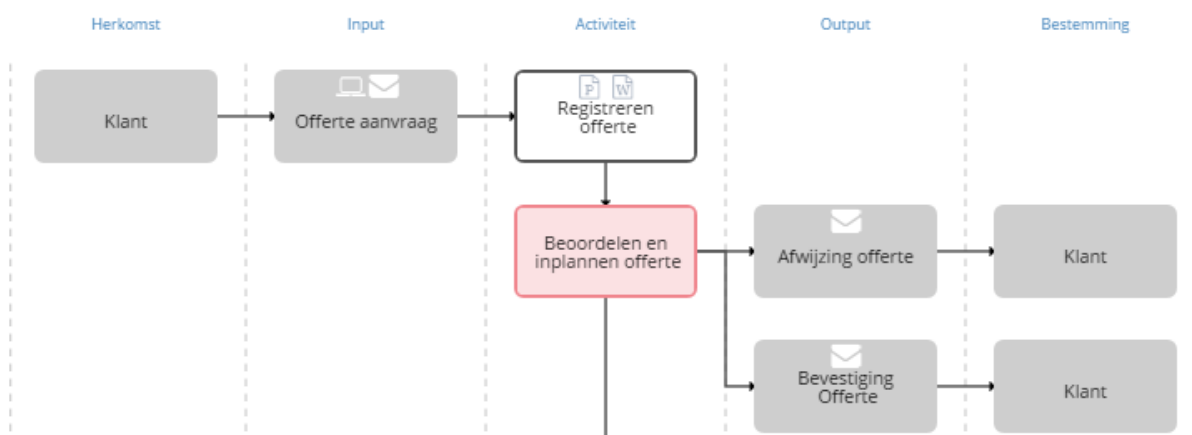 Herkomst
Input
Activiteit
Output
Bestemming
Klant
Offerte aanvraag
P W
Registreren
offerte
Beoordelen en
inplannen offerte
Afwijzing offerte
Klant
Bevestiging
Offerte
Klant